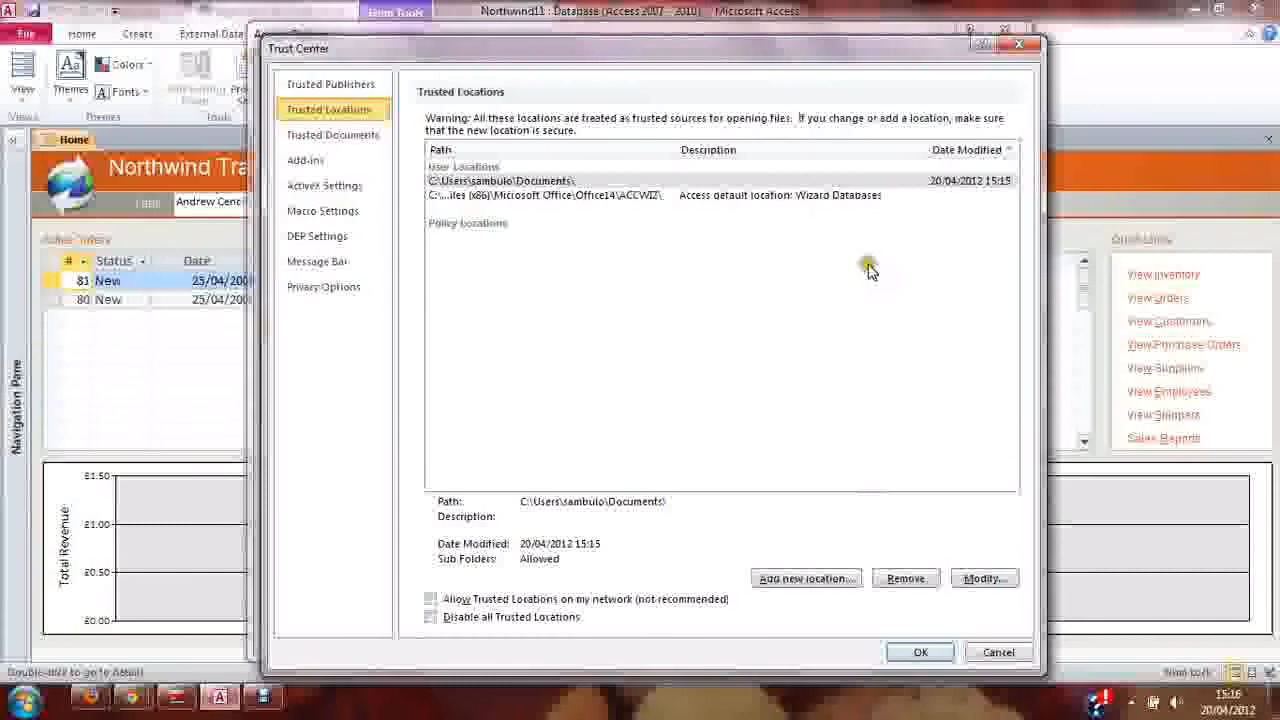 Form Tools
Northwind11 : Database (Access 2007 - 2010) - Microsoft Access
File
Home
Create
External Data
View
Themes
Colors
Fonts
Views
Themes
Tools
Trust Center
Trusted Publishers
Trusted Locations
Trusted Documents
Add-ins
ActiveX Settings
Macro Settings
DEP Settings
Message Bar
Privacy Options
Trusted Locations
Warning: All these locations are treated as trusted sources for opening files. If you change or add a location, make sure
that the new location is secure.
Path
Description
Date Modified
User Locations
C:\Users\sambulo\Documents\
20/04/2012 15:15
C:\...iles (x86)\Microsoft Office\Office14\ACCWIZ\
Access default location: Wizard Databases
Policy Locations
Path:
C:\Users\sambulo\Documents\
Description:
Date Modified:
20/04/2012 15:15
Sub Folders:
Allowed
Add new location...
Remove
Modify...
Allow Trusted Locations on my network (not recommended)
Disable all Trusted Locations
OK
Cancel
Home
Northwind Tra
Andrew Cenc
#
Status
Date
81
New
25/04/200
80
New
25/04/200
Navigation Pane
Quick Links
View Inventory
View Orders
View Customers
View Purchase Orders
View Suppliers
View Employees
View Shippers
Sales Reports
Total Revenue
£1.50
£1.00
£0.50
£0.00
15:16
20/04/2012